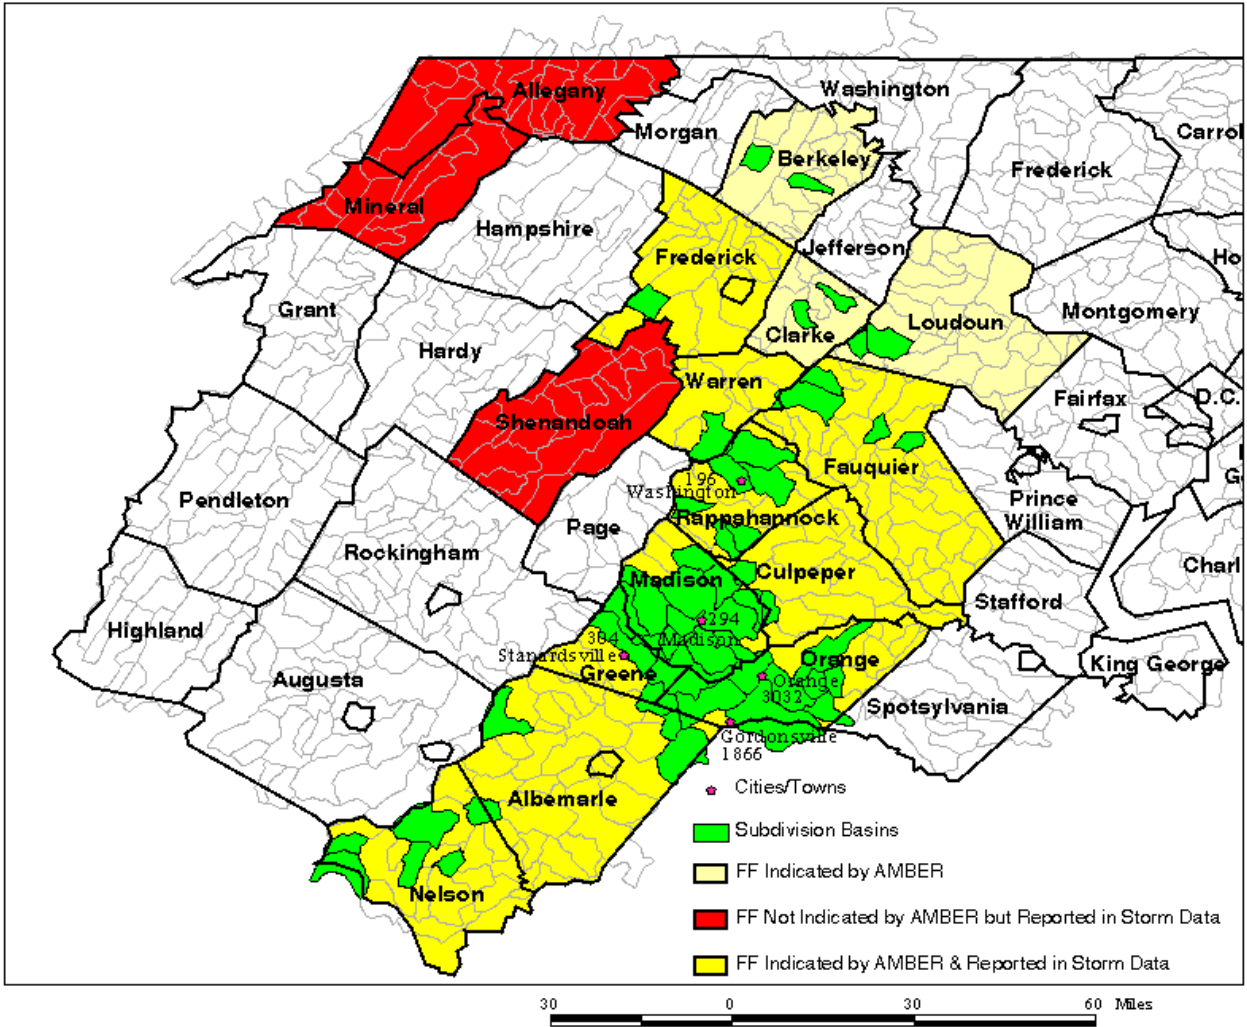 Allegany
Washington
Morgan
Carrol
Berkeley
Frederick
Mineral
Hampshire
Jefferson
Frederick
Ho
Grant
Montgomery
Loudoun
Clarke
Hardy
Warren
Fairfax
D.C.
Shenandoah
Fauquier
196
Washington
G
Pendleton
Prince
William
Rappahannock
Page
Rockingham
Culpeper
Charl
Madison
Stafford
294
Highland
304
Madison
Stanardsville
Orange
King George
Greene
Augusta
Orange
3032
Spotsylvania
Gordonsville
1866
Cities/Towns
Albemarle
Subdivision Basins
FF Indicated by AMBER
Nelson
FF Not Indicated by AMBER but Reported in Storm Data
FF Indicated by AMBER & Reported in Storm Data
30 0 30 60 Miles